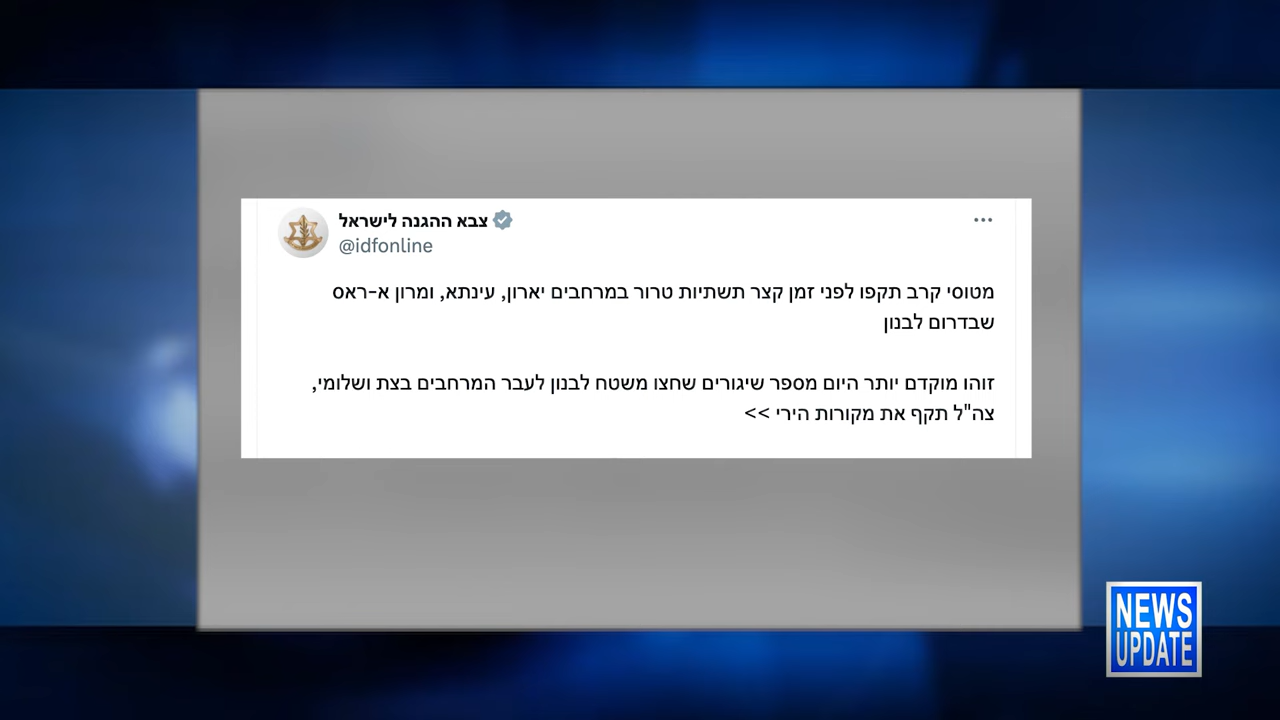 צבא ההגנה לישראל
@idfonline
מטוסי קרב תקפו לפני זמן קצר תשתיות טרור במרחבים יארון, עינתא, ומרון א-ראס
שבדרום לבנון
זוהו מוקדם יותר היום מספר שיגורים שחצו משטח לבנון לעבר המרחבים בצת ושלומי,
צה"ל תקף את מקורות הירי >>
NEWS
UPDATE